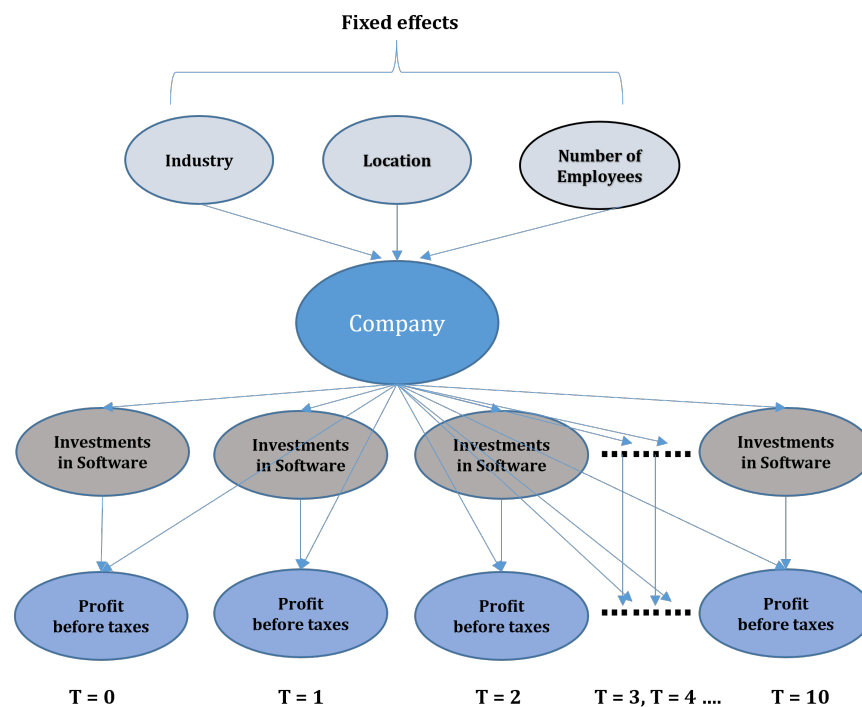 Fixed effects
Industry
Location
Number of
Employees
Company
Investments
in Software
Investments
in Software
Investments
in Software
Investments
in Software
Profit
before taxes
Profit
before taxes
Profit
before taxes
Profit
before taxes
T = 0
T = 1
T = 2
T = 3, T = 4 ....
T = 10